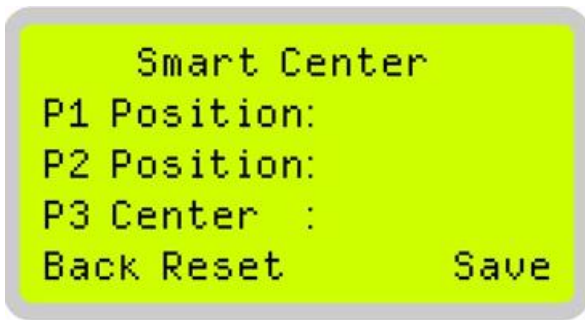 Smart Center
P1 Position:
P2 Position:
P3 Center :
Back Reset Save